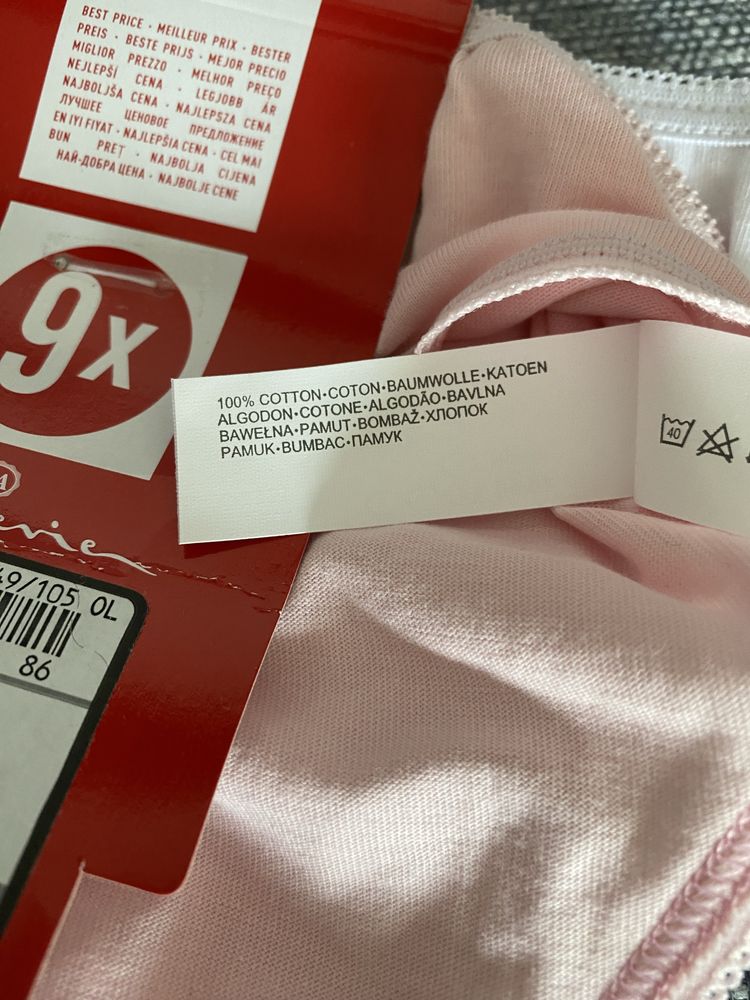 BEST PRICE · MEILLEUR PRIX · BESTER
PREIS · BESTE PRIJS · MEJOR PRECIO
MIGLIOR PREZZO · MELHOR PREÇO
NEJLEPŠÍ CENA · LEGJOBB ÁR
NAJBOLJŠA CENA · NAJLEPSZA CENA
ЛУЧШЕЕ ЦЕНОВОЕ ПРЕДЛОЖЕНИЕ
EN IYI FIYAT · NAJLEPŠIA CENA · CEL MAI
BUN PREȚ · NAJBOLJA CIJENA
НАЙ-ДОБРА ЦЕНА · NAJBOLJE CENE
9x
100% COTTON·COTON·BAUMWOLLE·KATOEN
ALGODON·COTONE·ALGODÃO·BAVLNA
BAWEŁNA·PAMUT·BOMBAŽ·ХЛОПОК
PAMUK·BUMBAC·ПАМУК
40
49/105 OL
86